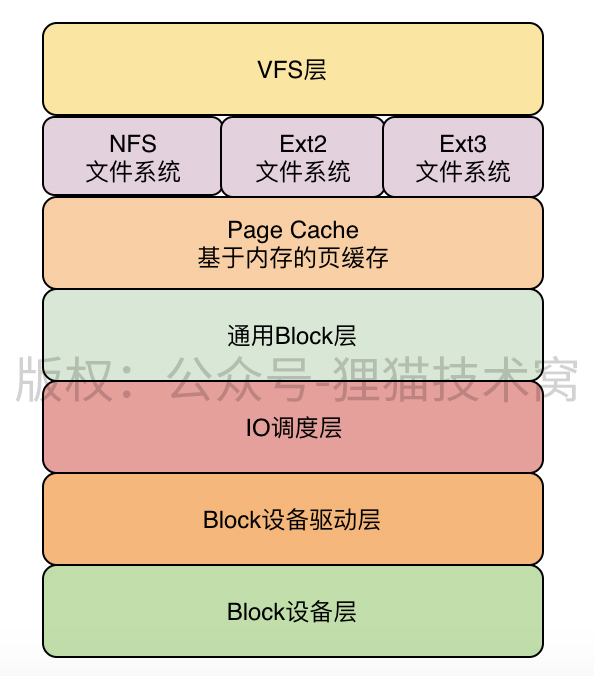 VFS层
NFS
文件系统
Ext2
文件系统
Ext3
文件系统
Page Cache
基于内存的页缓存
通用Block层
版权：公众号-狸猫技术窝
IO调度层
Block设备驱动层
Block设备层